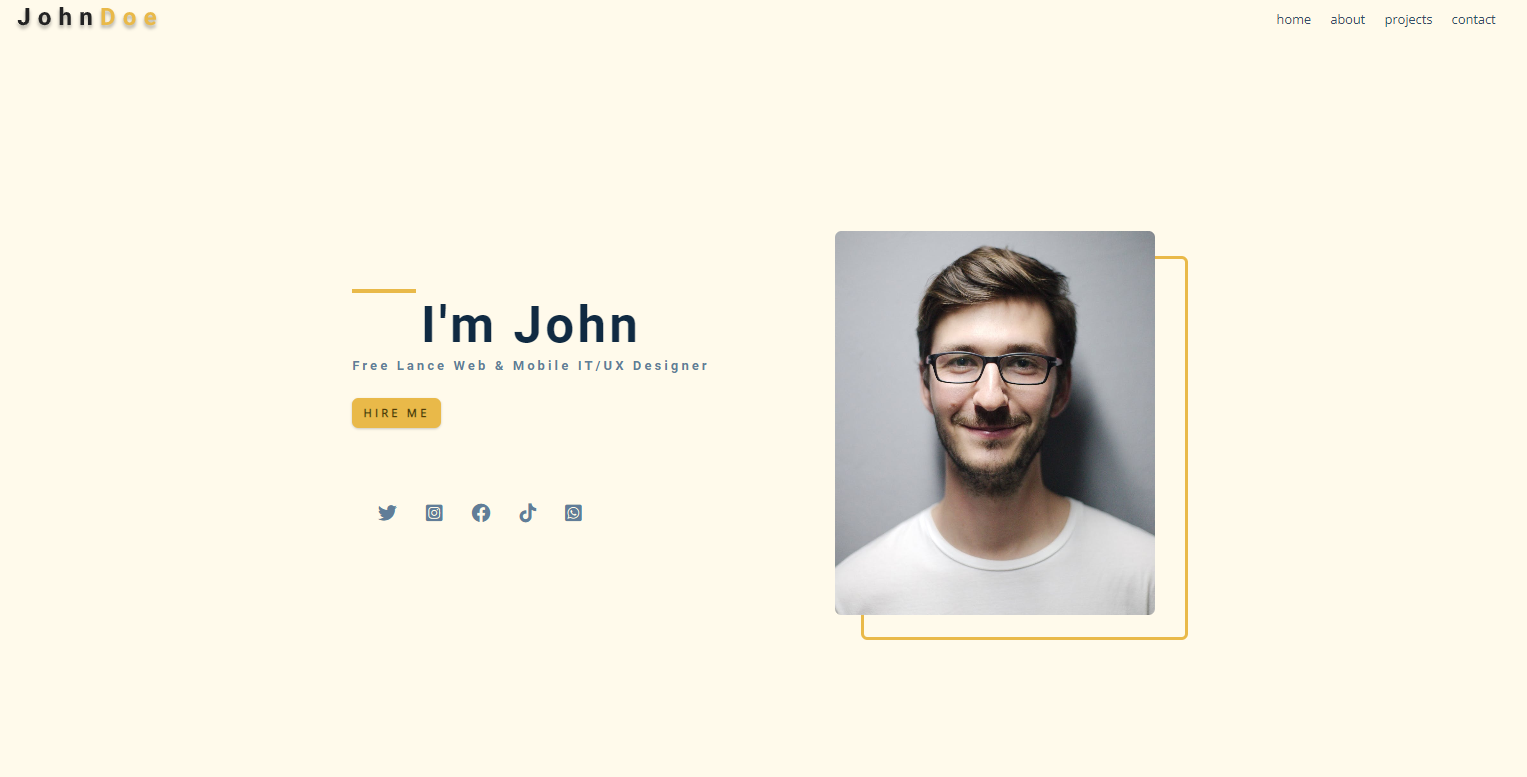 JohnDoe
home about projects contact
I'm John
Free Lance Web & Mobile IT/UX Designer
HIRE ME